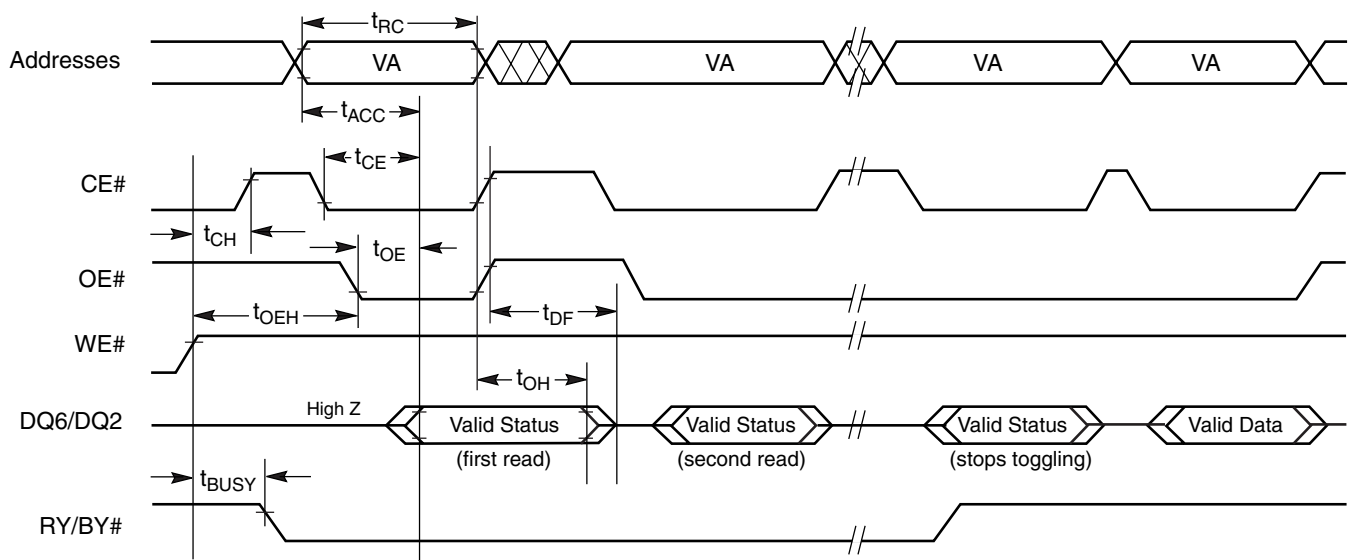 tRC
Addresses VA VA VA VA
tACC
tCE
CE#
tCH tOE
OE#
tOEH tDF
WE#
tOH
High Z
DQ6/DQ2 Valid Status Valid Status Valid Status Valid Data
(first read) (second read) (stops toggling)
tBUSY
RY/BY#